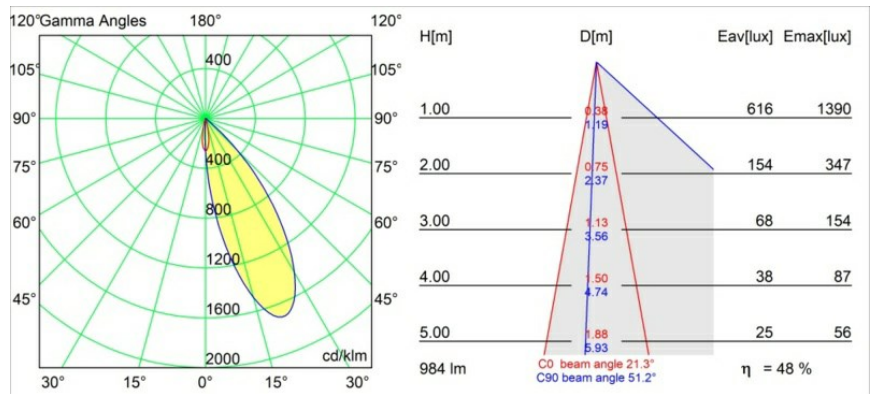 120° Gamma Angles 180° 120°
400
105° 105°
90° 90°
400
75° 75°
800
60° 60°
1200
45° 45°
1600
2000 cd/klm
30° 15° 0° 15° 30°
H[m] D[m] Eav[lux] Emax[lux]
1.00 0.38 616 1390
1.19
2.00 0.75 154 347
2.37
3.00 1.13 68 154
3.56
4.00 1.50 38 87
4.74
5.00 1.88 25 56
5.93
984 lm C0 beam angle 21.3° η = 48 %
C90 beam angle 51.2°